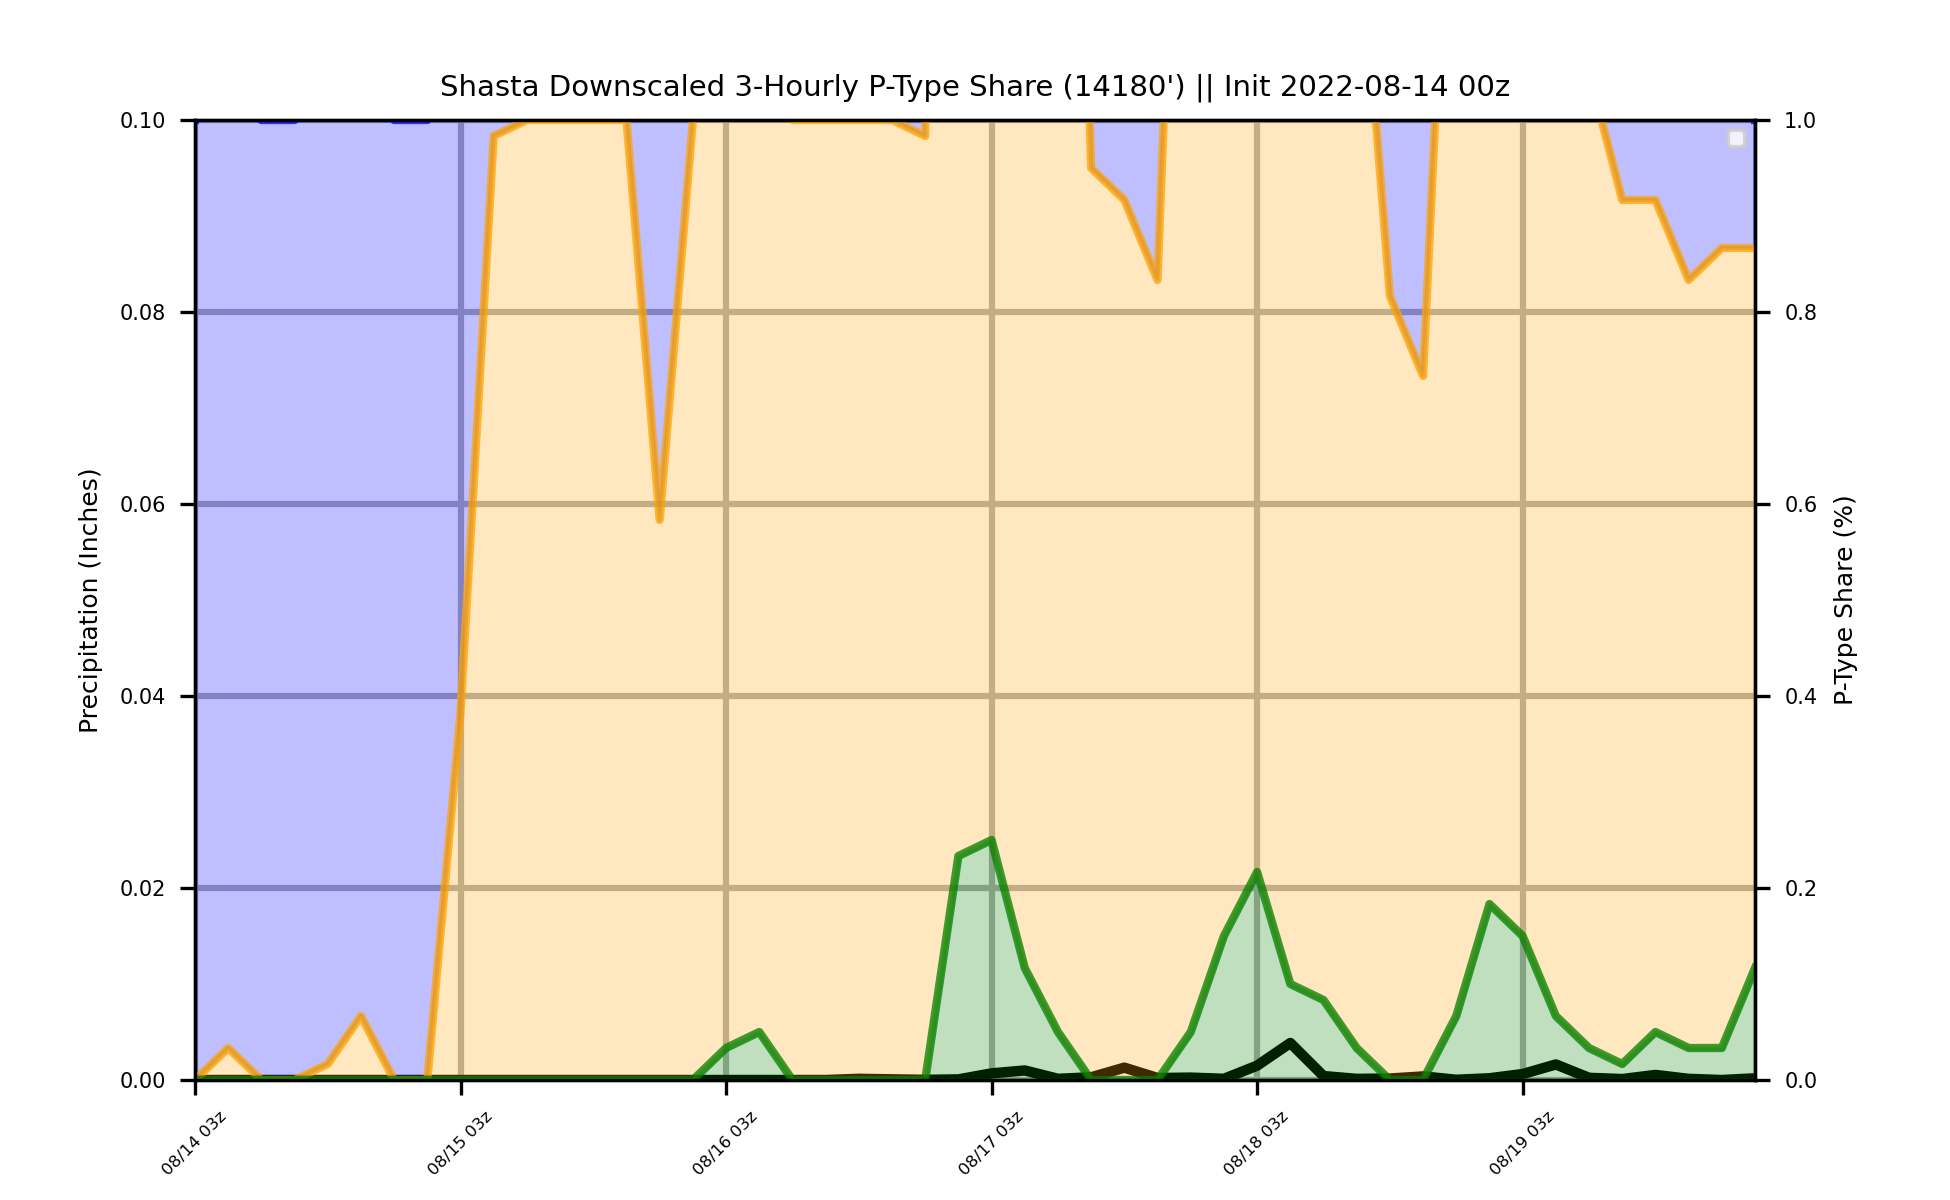 Shasta Downscaled 3-Hourly P-Type Share (14180') || Init 2022-08-14 00z
0.10
0.08
0.06
0.04
0.02
0.00
Precipitation (Inches)
1.0
0.8
0.6
0.4
0.2
0.0
P-Type Share (%)
08/14 03z
08/15 03z
08/16 03z
08/17 03z
08/18 03z
08/19 03z